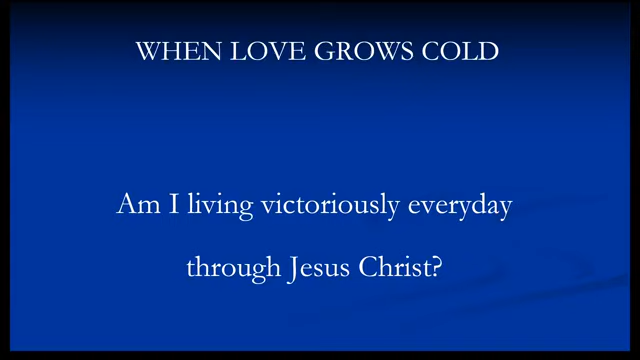 WHEN LOVE GROWS COLD
Am I living victoriously everyday
through Jesus Christ?